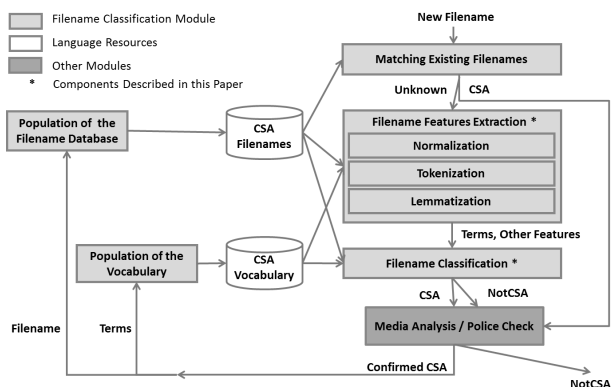 Filename Classification Module
Language Resources
Other Modules
* Components Described in this Paper
New Filename
Matching Existing Filenames
Unknown
CSA
Population of the
Filename Database
CSA
Filenames
Filename Features Extraction *
Normalization
Tokenization
Lemmatization
Terms, Other Features
Population of the
Vocabulary
CSA
Vocabulary
Filename Classification *
CSA
NotCSA
Filename
Terms
Media Analysis / Police Check
Confirmed CSA
NotCSA